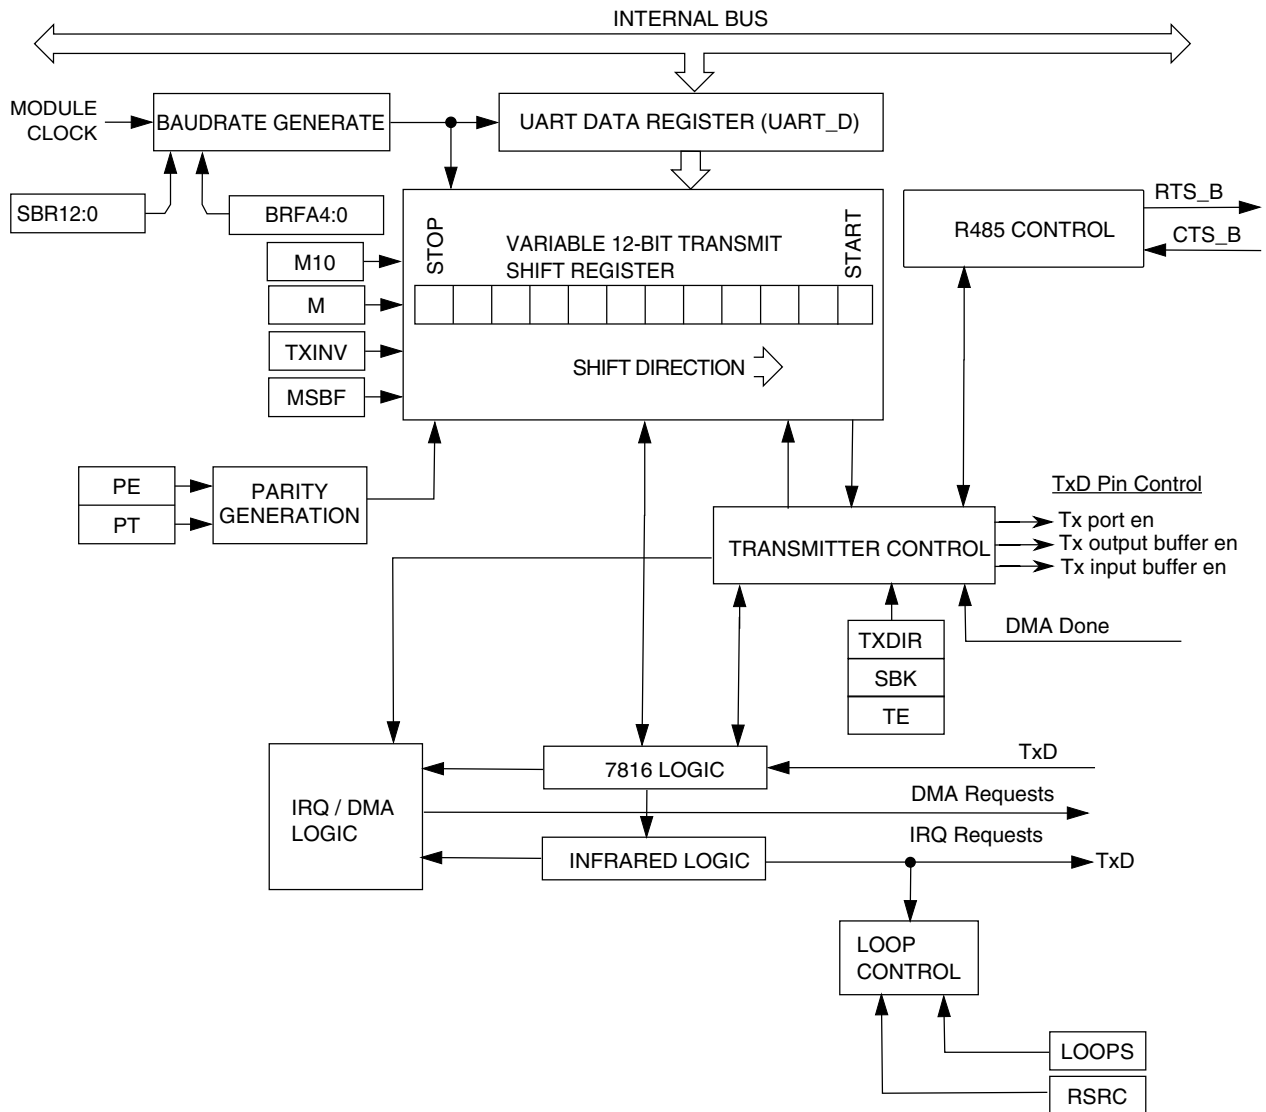 INTERNAL BUS
MODULE
CLOCK
BAUDRATE GENERATE
UART DATA REGISTER (UART_D)
SBR12:0
BRFA4:0
STOP
VARIABLE 12-BIT TRANSMIT
SHIFT REGISTER
START
R485 CONTROL
RTS_B
CTS_B
M10
M
TXINV
MSBF
SHIFT DIRECTION
PE
PT
PARITY
GENERATION
TRANSMITTER CONTROL
TxD Pin Control
Tx port en
Tx output buffer en
Tx input buffer en
DMA Done
TXDIR
SBK
TE
IRQ / DMA
LOGIC
7816 LOGIC
TxD
DMA Requests
IRQ Requests
INFRARED LOGIC
TxD
LOOP
CONTROL
LOOPS
RSRC